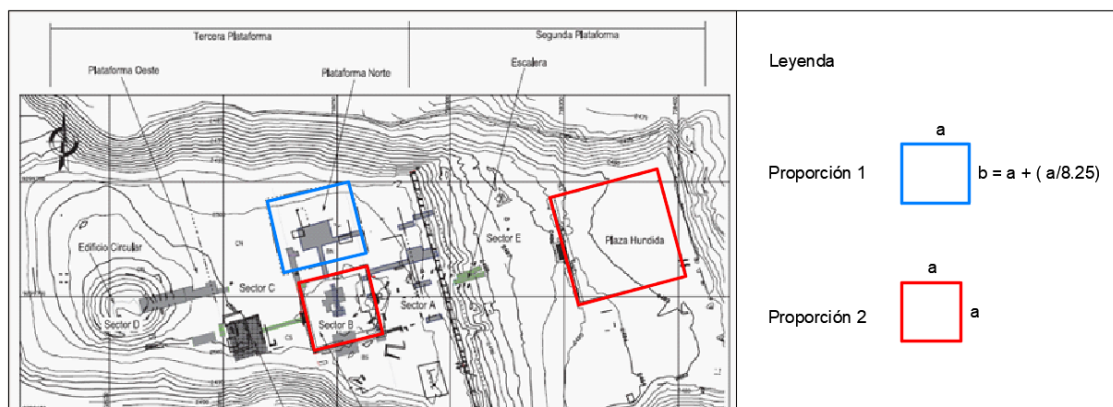 Tercera Plataforma
Segunda Plataforma
Plataforma Oeste
Plataforma Norte
Escalera
Edificio Circular
Sector D
Sector C
Sector B
Sector A
Sector E
Plaza Hundida
Leyenda
a
Proporción 1
b = a + ( a/8.25)
a
Proporción 2
a